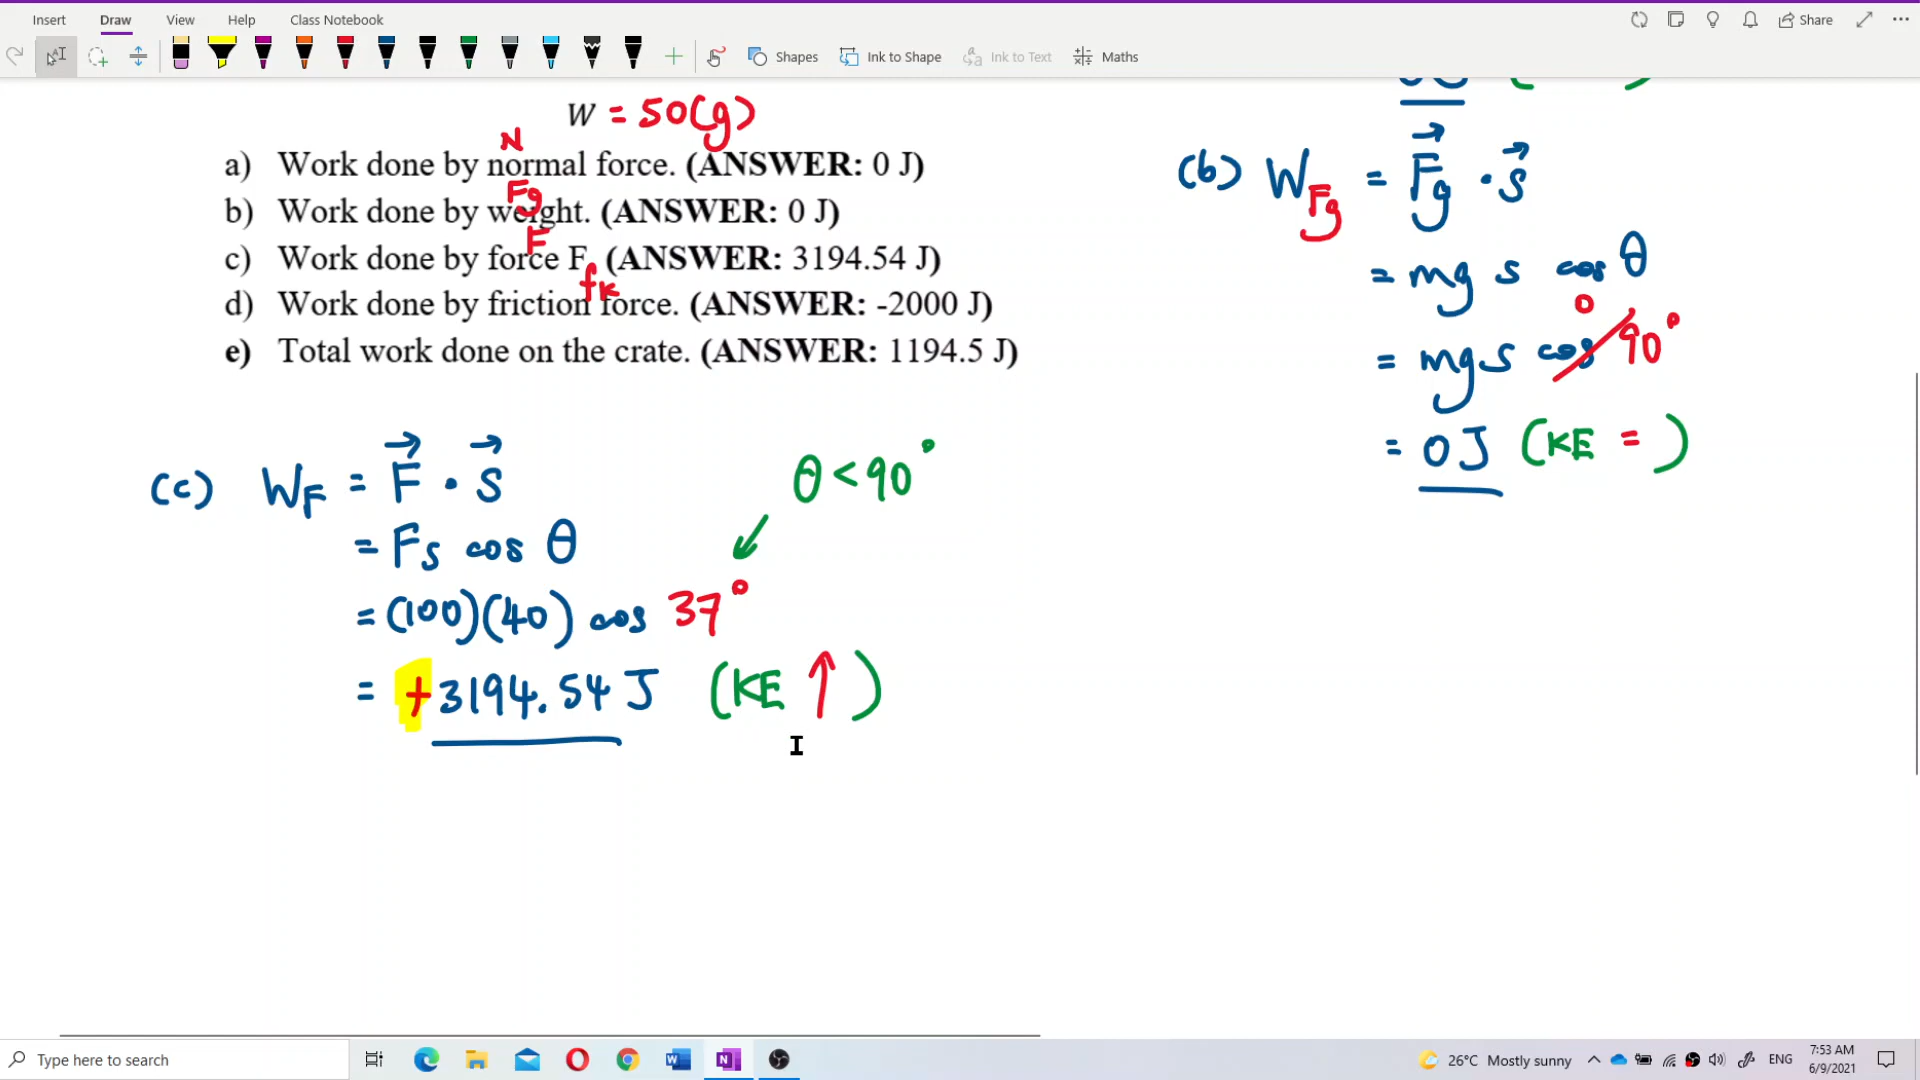 Insert Draw View Help Class Notebook Share
Shapes Ink to Shape Ink to Text Maths
W = 50(g)
N
a) Work done by normal force. (ANSWER: 0 J)
Fg
b) Work done by weight. (ANSWER: 0 J)
F
c) Work done by force F. (ANSWER: 3194.54 J)
fk
d) Work done by friction force. (ANSWER: -2000 J)
e) Total work done on the crate. (ANSWER: 1194.5 J)
(b) W Fg = Fg · s
= mg s cos θ
0
= mgs cos 90°
= 0J (KE = )
(c) WF = F · s
θ < 90°
= Fs cos θ
= (100)(40) cos 37°
= +3194.54 J (KE ↑ )
Type here to search
26°C Mostly sunny ENG 7:53 AM
6/9/2021